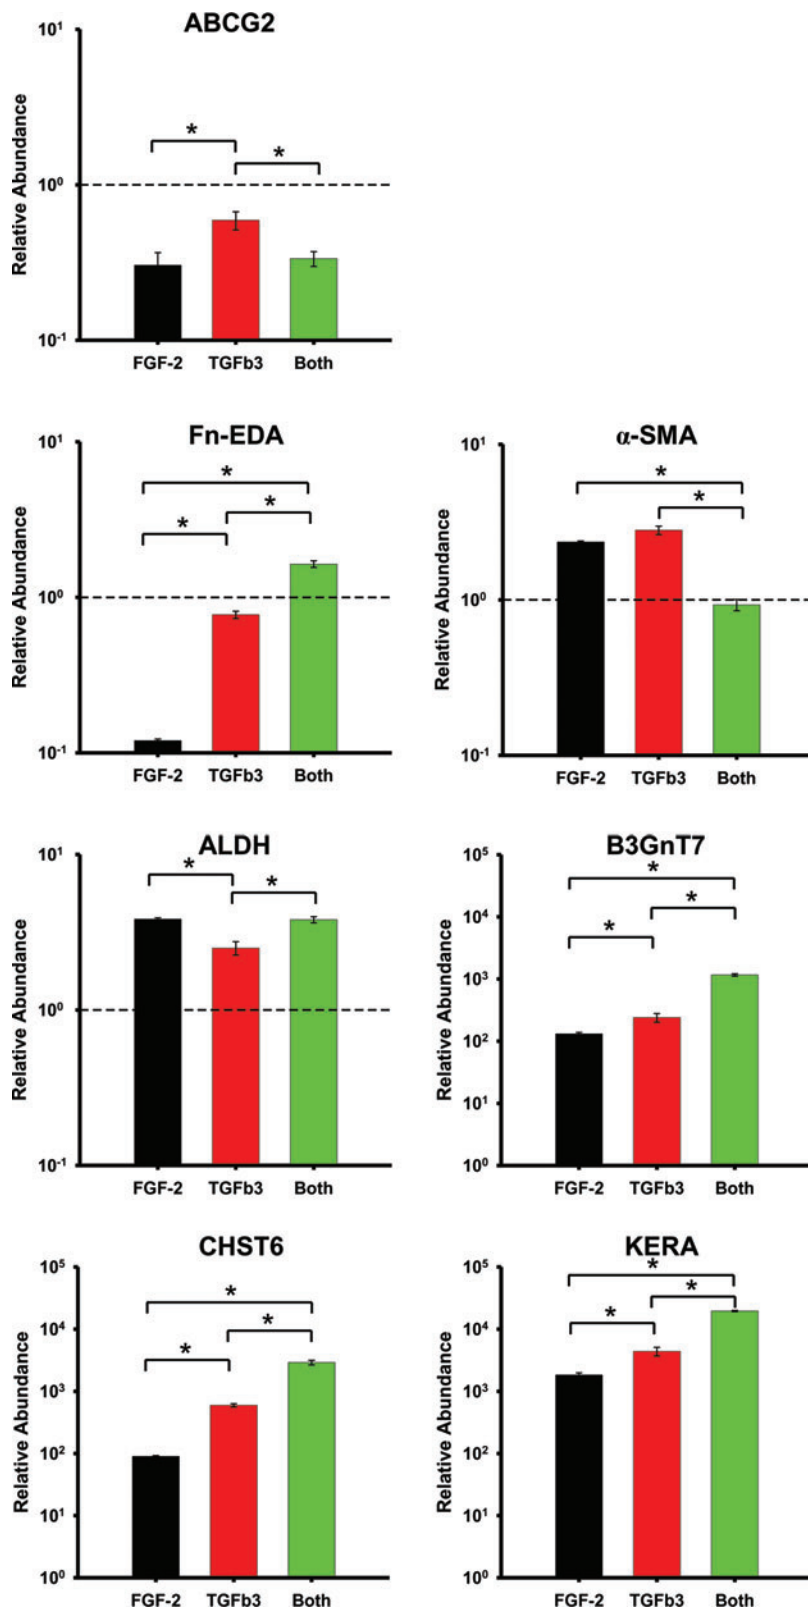 ABCG2
Relative Abundance
10¹
10⁰
10⁻¹
*
*
FGF-2 TGFb3 Both
Fn-EDA
Relative Abundance
10¹
10⁰
10⁻¹
*
*
*
FGF-2 TGFb3 Both
α-SMA
Relative Abundance
10¹
10⁰
10⁻¹
*
*
FGF-2 TGFb3 Both
ALDH
Relative Abundance
10¹
10⁰
10⁻¹
*
*
FGF-2 TGFb3 Both
B3GnT7
Relative Abundance
10⁵
10⁴
10³
10²
10¹
10⁰
*
*
*
FGF-2 TGFb3 Both
CHST6
Relative Abundance
10⁵
10⁴
10³
10²
10¹
10⁰
*
*
*
FGF-2 TGFb3 Both
KERA
Relative Abundance
10⁵
10⁴
10³
10²
10¹
10⁰
*
*
*
FGF-2 TGFb3 Both